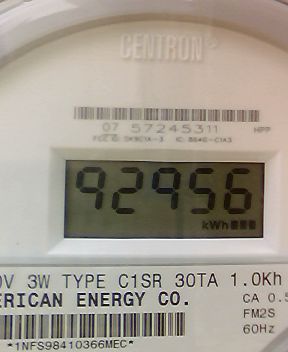 CENTRON
07 57245311 HPP
92956
kWh
0V 3W TYPE C1SR 30TA 1.0Kh
ERICAN ENERGY CO.
CA 0.5
FM2S
60Hz
*1NFS98410366MEC*